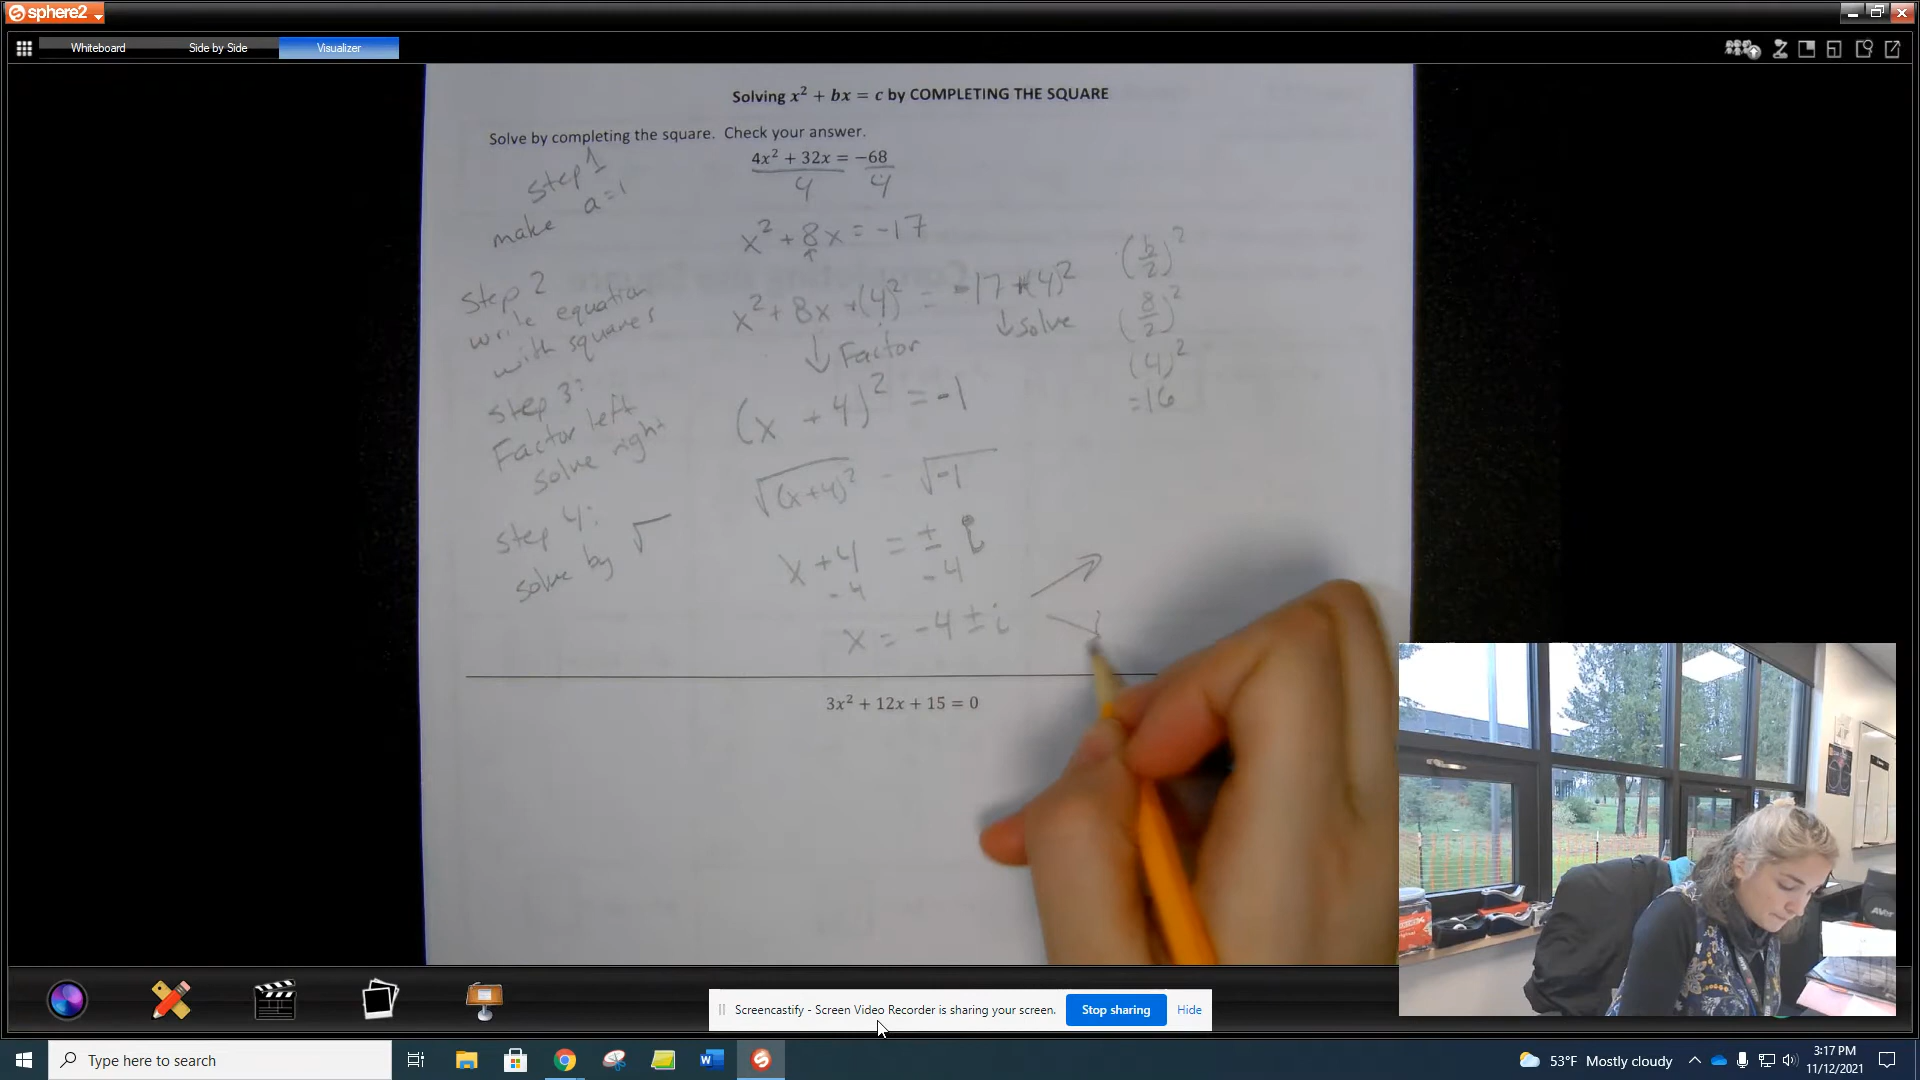 sphere2
Whiteboard Side by Side Visualizer
Solving x² + bx = c by COMPLETING THE SQUARE
Solve by completing the square. Check your answer.
4x² + 32x = −68
4 4
step 1
make a=1
x² + 8x = -17
step 2
write equation
with squares
x² + 8x +(4)² = -17 +(4)²
↓ Factor
↓ solve
(b/2)²
(8/2)²
(4)²
=16
step 3:
Factor left
solve right
(x + 4)² = -1
√(x+4)² = √-1
step 4:
solve by √
x + 4 = ± i
-4 -4
x = -4 ± i
3x² + 12x + 15 = 0
Screencastify - Screen Video Recorder is sharing your screen. Stop sharing Hide
Type here to search
53°F Mostly cloudy
3:17 PM
11/12/2021